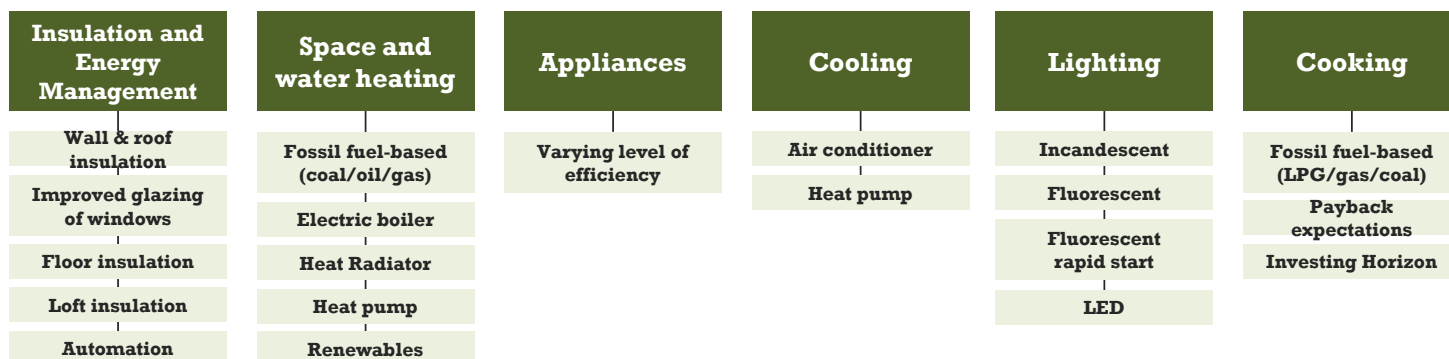 Insulation and
Energy
Management
Wall & roof
insulation
Improved glazing
of windows
Floor insulation
Loft insulation
Automation
Space and
water heating
Fossil fuel-based
(coal/oil/gas)
Electric boiler
Heat Radiator
Heat pump
Renewables
Appliances
Varying level of
efficiency
Cooling
Air conditioner
Heat pump
Lighting
Incandescent
Fluorescent
Fluorescent
rapid start
LED
Cooking
Fossil fuel-based
(LPG/gas/coal)
Payback
expectations
Investing Horizon